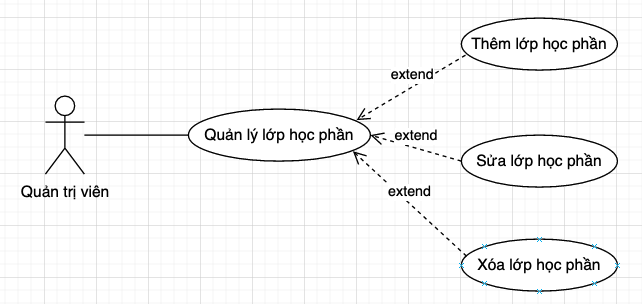 Thêm lớp học phần
extend
Quản lý lớp học phần
extend
Sửa lớp học phần
Quản trị viên
extend
Xóa lớp học phần